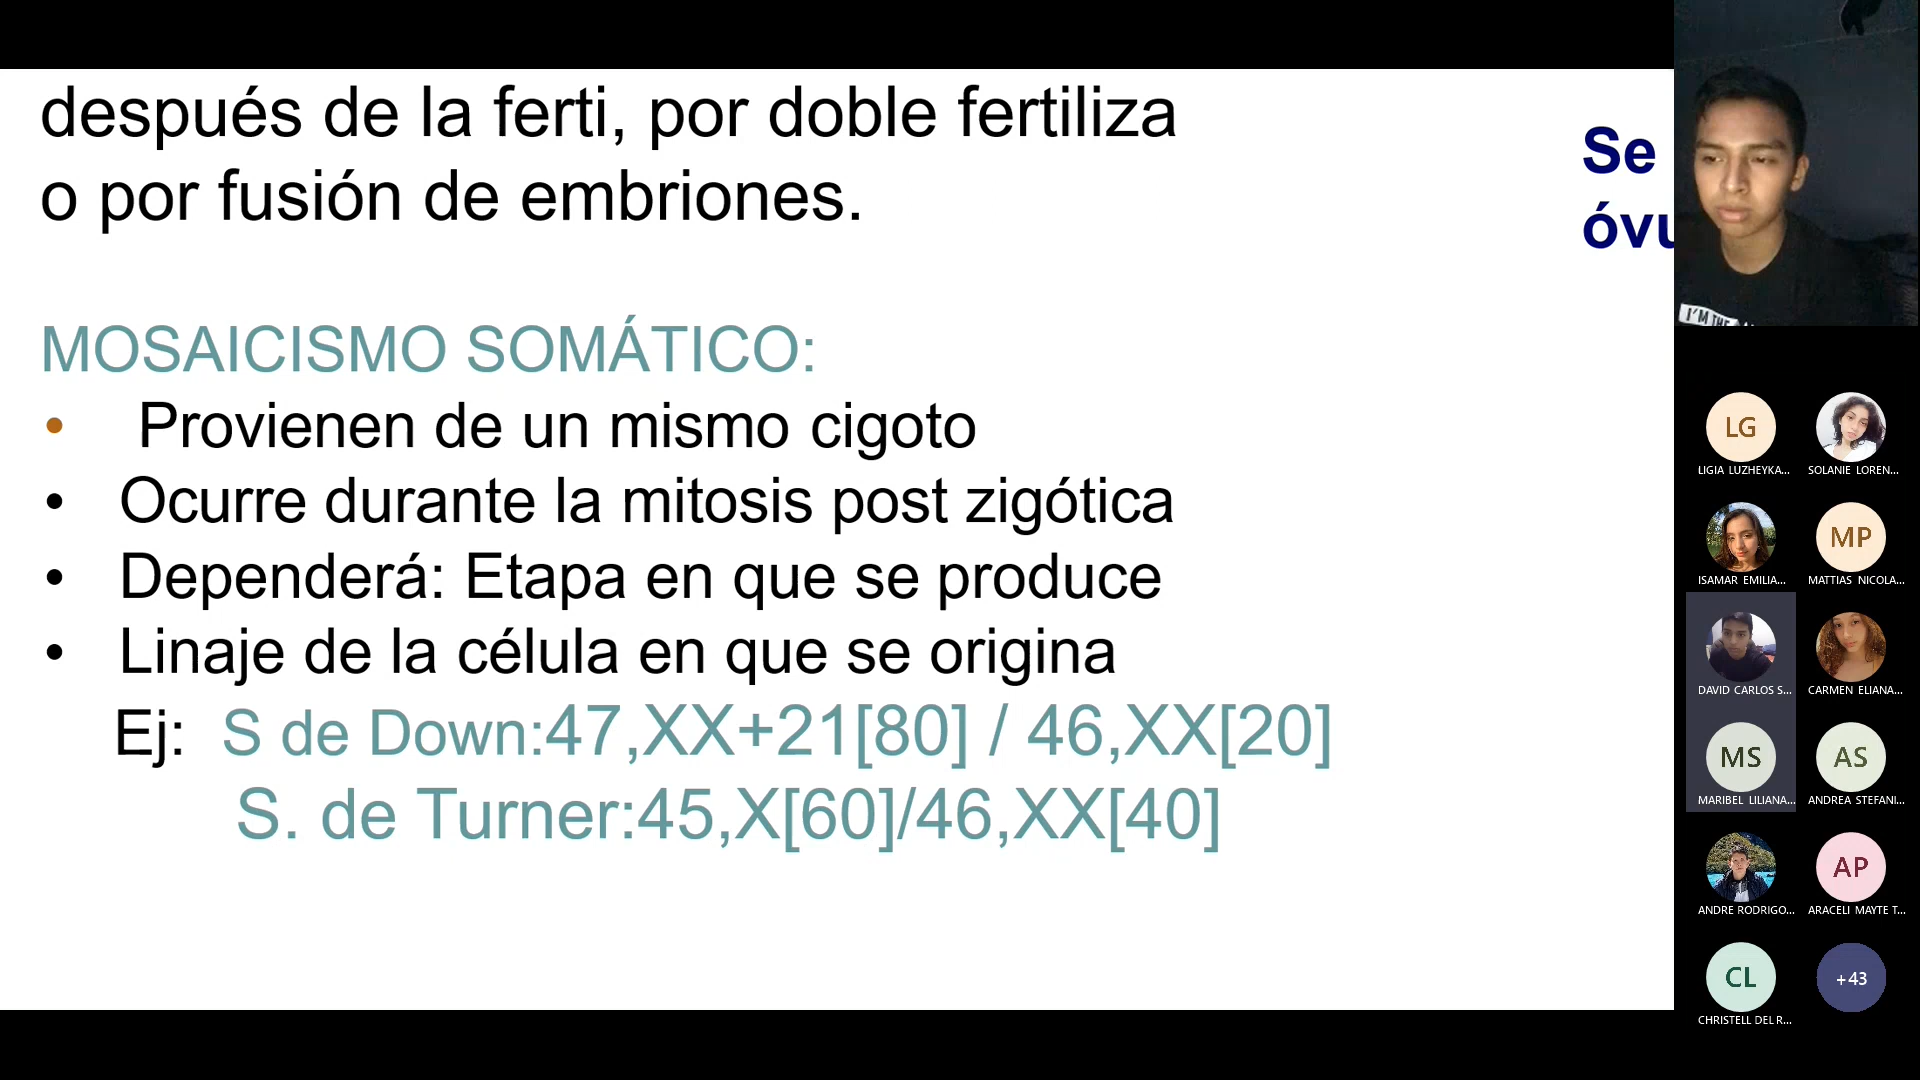 después de la ferti, por doble fertiliza
o por fusión de embriones.
Se
óvu
MOSAICISMO SOMÁTICO:
• Provienen de un mismo cigoto
• Ocurre durante la mitosis post zigótica
• Dependerá: Etapa en que se produce
• Linaje de la célula en que se origina
Ej: S de Down:47,XX+21[80] / 46,XX[20]
S. de Turner:45,X[60]/46,XX[40]
I'M THE
LG
LIGIA LUZHEYKA...
SOLANIE LOREN...
ISAMAR EMILIA...
MP
MATTIAS NICOLA...
DAVID CARLOS S...
CARMEN ELIANA...
MS
MARIBEL LILIANA...
AS
ANDREA STEFANI...
ANDRE RODRIGO...
AP
ARACELI MAYTE T...
CL
CHRISTELL DEL R...
+43